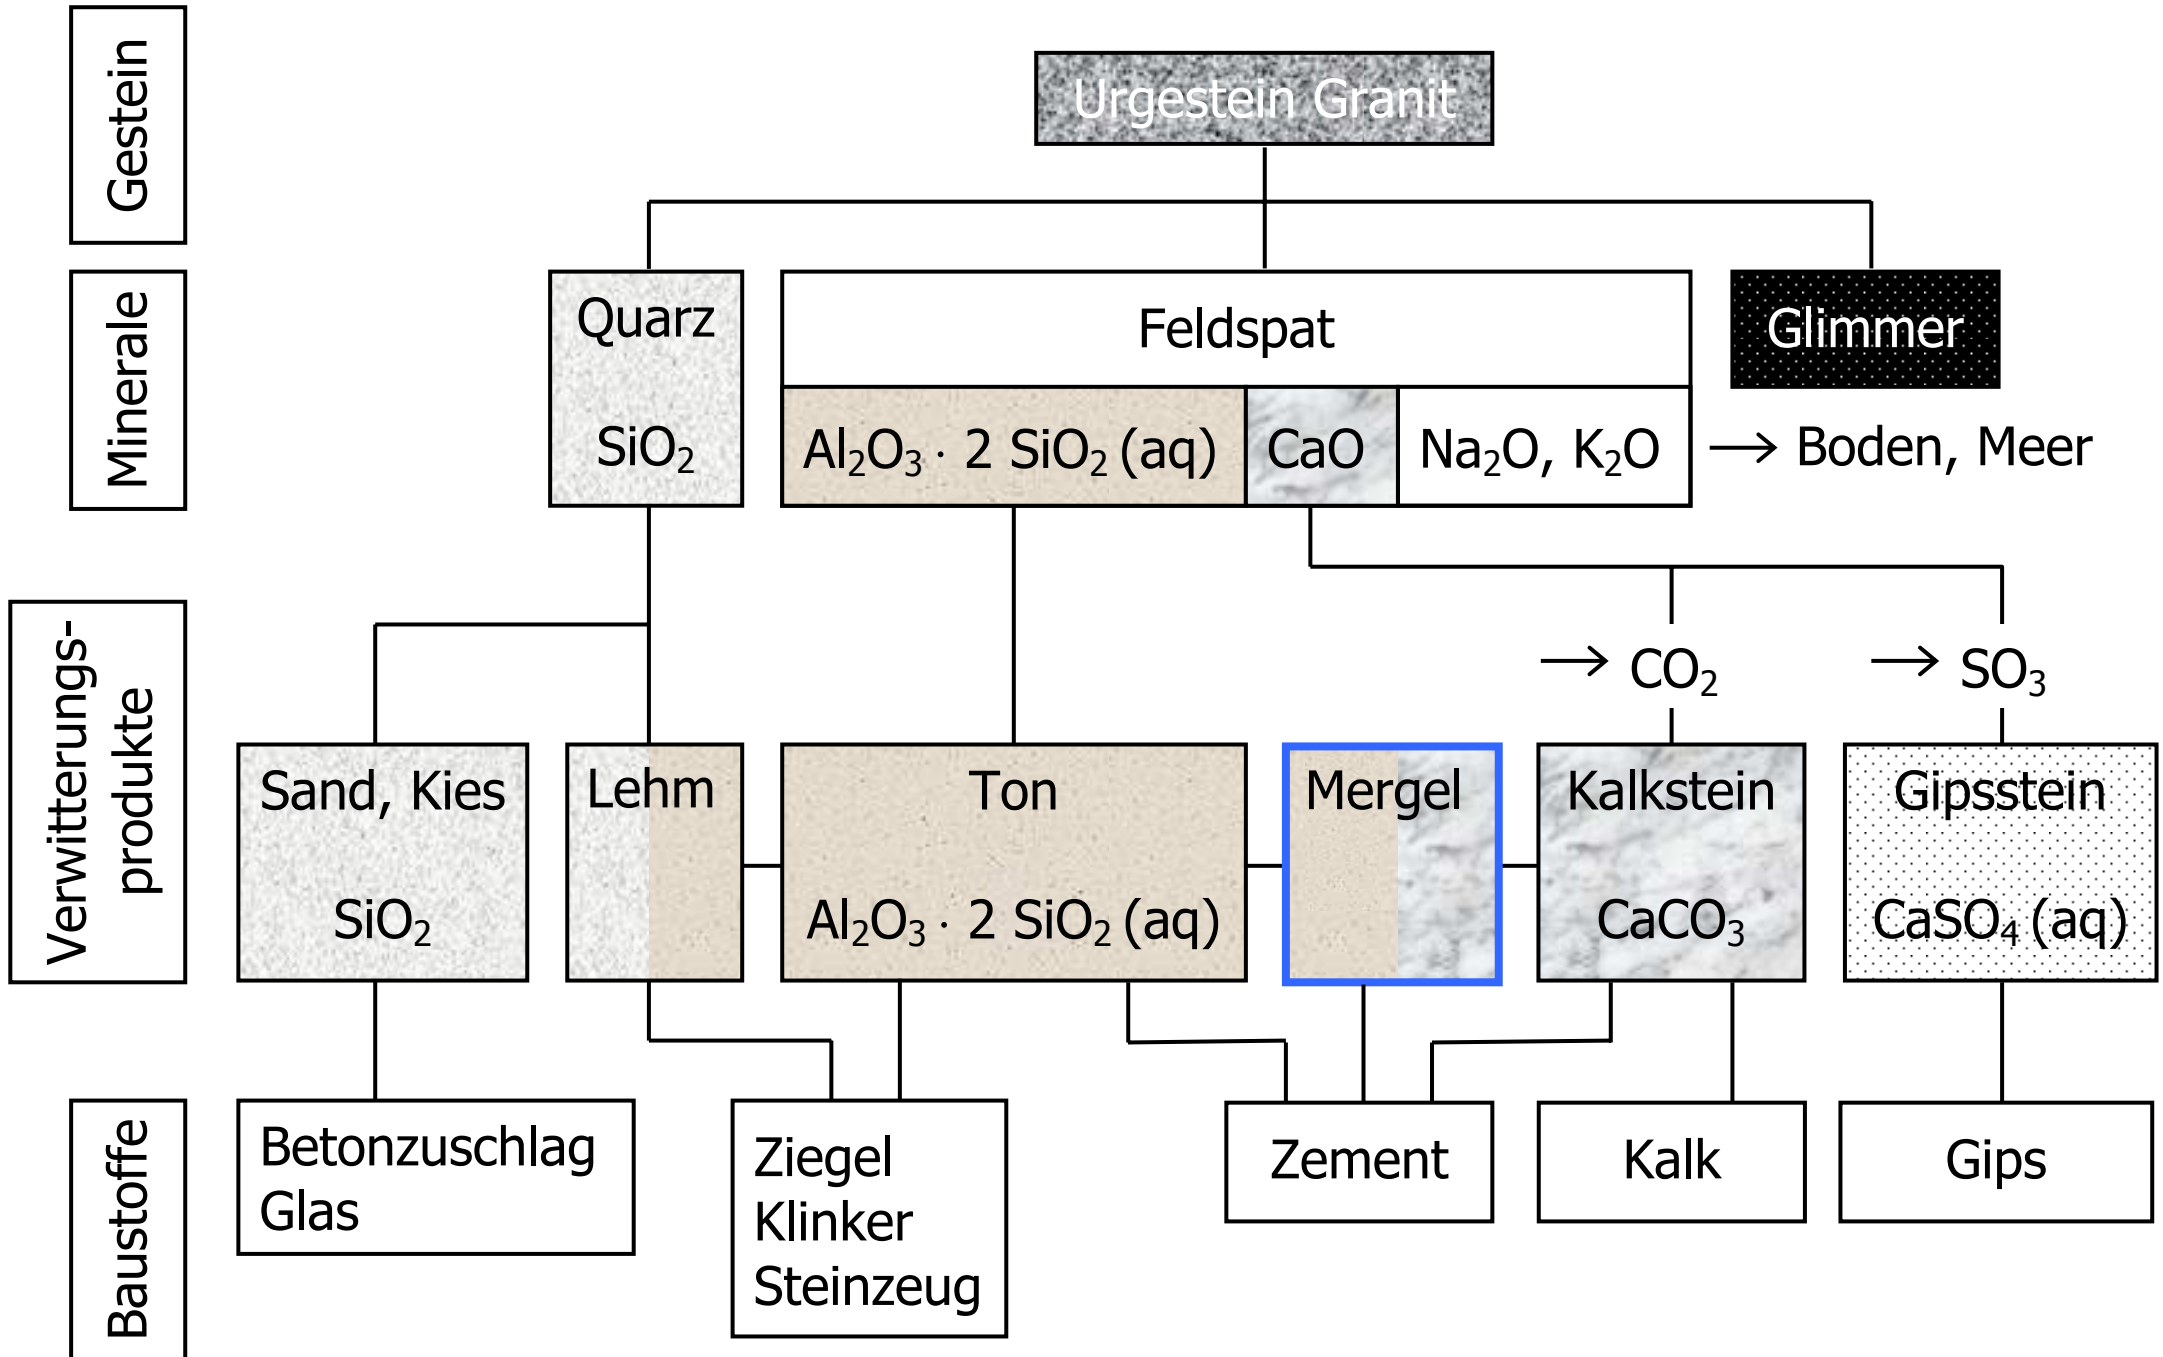 Gestein
Urgestein Granit
Minerale
Quarz
SiO₂
Feldspat
Al₂O₃ · 2 SiO₂ (aq)
CaO
Na₂O, K₂O
Glimmer
→ Boden, Meer
Verwitterungs-
produkte
→ CO₂
→ SO₃
Sand, Kies
SiO₂
Lehm
Ton
Al₂O₃ · 2 SiO₂ (aq)
Mergel
Kalkstein
CaCO₃
Gipsstein
CaSO₄ (aq)
Baustoffe
Betonzuschlag
Glas
Ziegel
Klinker
Steinzeug
Zement
Kalk
Gips